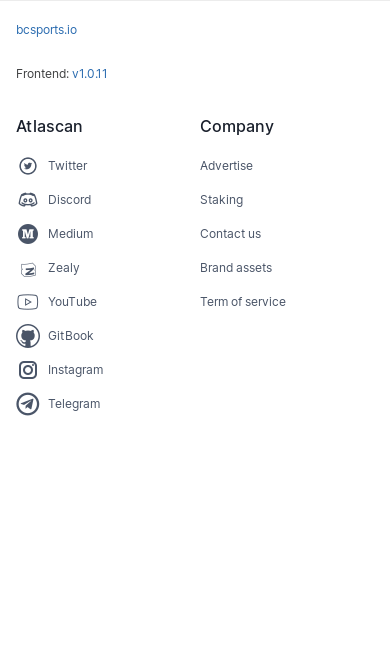 bcsports.io
Frontend: v1.0.11
Atlascan
Twitter
Discord
Medium
Zealy
YouTube
GitBook
Instagram
Telegram
Company
Advertise
Staking
Contact us
Brand assets
Term of service